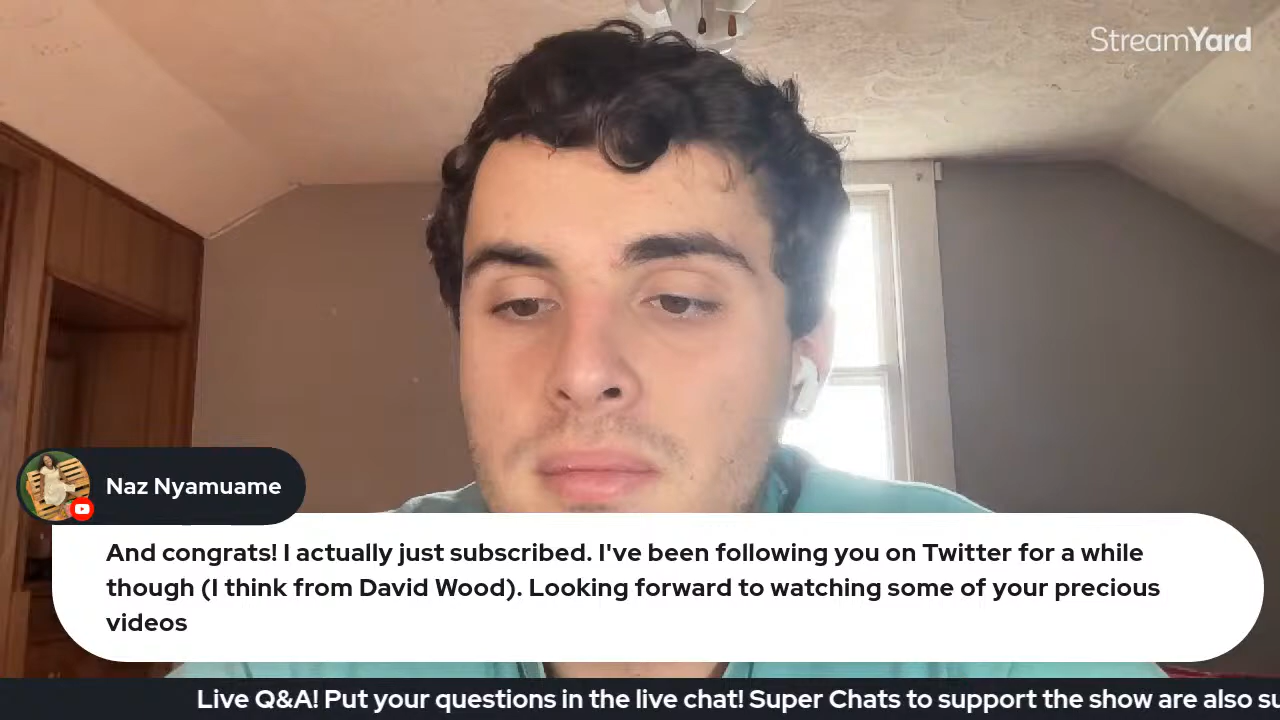 StreamYard
Naz Nyamuame
And congrats! I actually just subscribed. I've been following you on Twitter for a while
though (I think from David Wood). Looking forward to watching some of your precious
videos
Live Q&A! Put your questions in the live chat! Super Chats to support the show are also